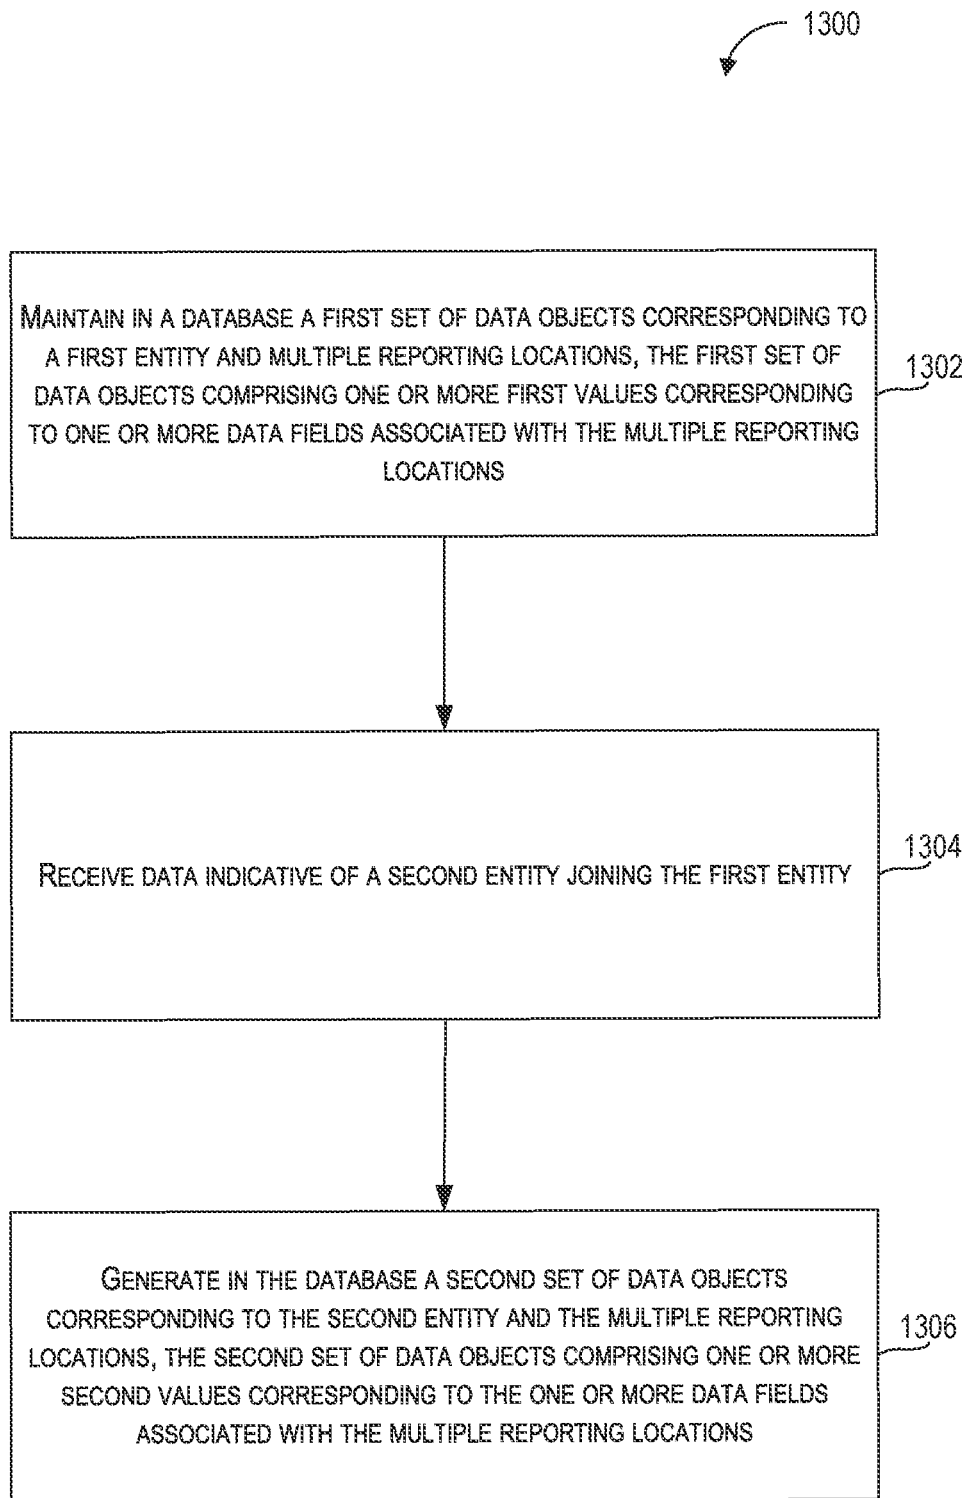 1300
MAINTAIN IN A DATABASE A FIRST SET OF DATA OBJECTS CORRESPONDING TO
A FIRST ENTITY AND MULTIPLE REPORTING LOCATIONS, THE FIRST SET OF
DATA OBJECTS COMPRISING ONE OR MORE FIRST VALUES CORRESPONDING
TO ONE OR MORE DATA FIELDS ASSOCIATED WITH THE MULTIPLE REPORTING
LOCATIONS
1302
RECEIVE DATA INDICATIVE OF A SECOND ENTITY JOINING THE FIRST ENTITY
1304
GENERATE IN THE DATABASE A SECOND SET OF DATA OBJECTS
CORRESPONDING TO THE SECOND ENTITY AND THE MULTIPLE REPORTING
LOCATIONS, THE SECOND SET OF DATA OBJECTS COMPRISING ONE OR MORE
SECOND VALUES CORRESPONDING TO THE ONE OR MORE DATA FIELDS
ASSOCIATED WITH THE MULTIPLE REPORTING LOCATIONS
1306